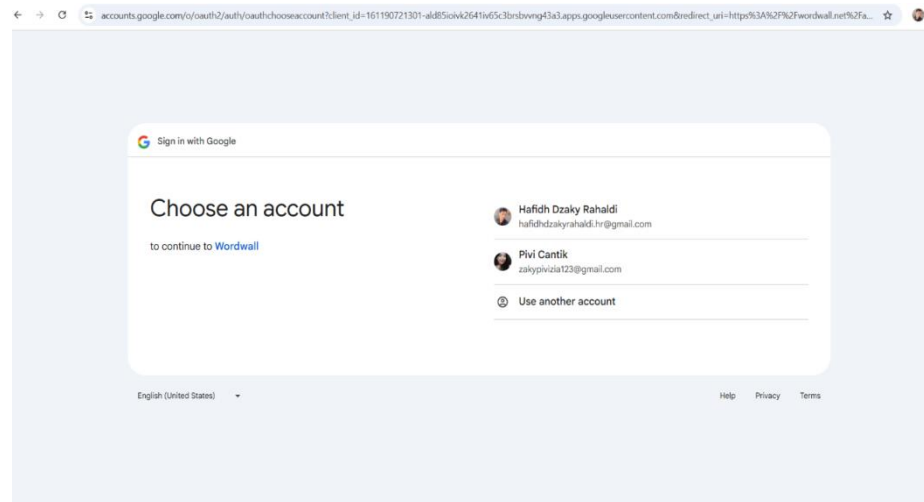 accounts.google.com/o/oauth2/auth/oauthchooseaccount?client_id=161190721301-ald85ioivk2641iv65c3brsbvvng43a3.apps.googleusercontent.com&redirect_uri=https%3A%2F%2Fwordwall.net%2Fa...
Sign in with Google
Choose an account
to continue to Wordwall
Hafidh Dzaky Rahaldi
hafidhdzakyrahaldi.hr@gmail.com
Pivi Cantik
zakypivizia123@gmail.com
Use another account
English (United States)
Help Privacy Terms